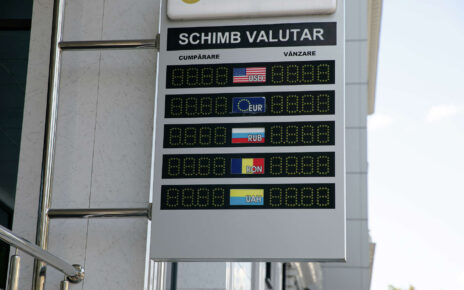 SCHIMB VALUTAR
CUMPĂRARE VÂNZARE
USD
EUR
RUB
RON
UAH